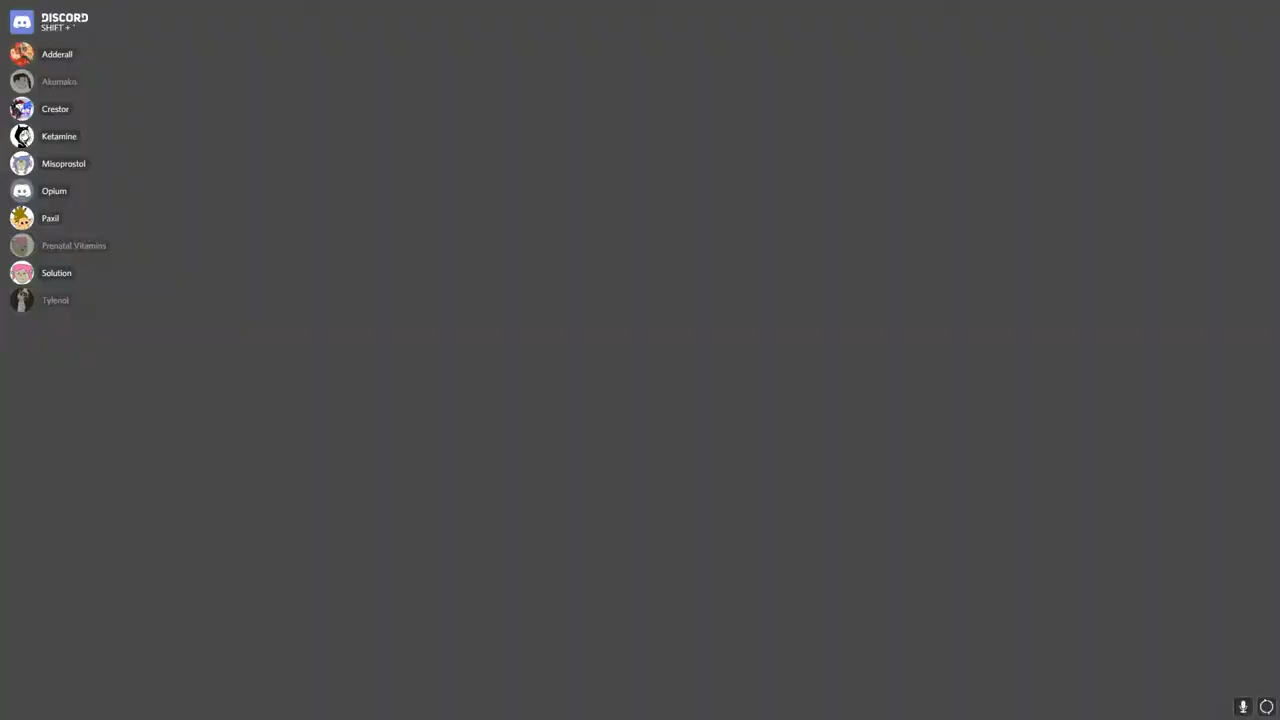 DISCORD
SHIFT + `
Adderall
Akumako
Crestor
Ketamine
Misoprostol
Opium
Paxil
Prenatal Vitamins
Solution
Tylenol